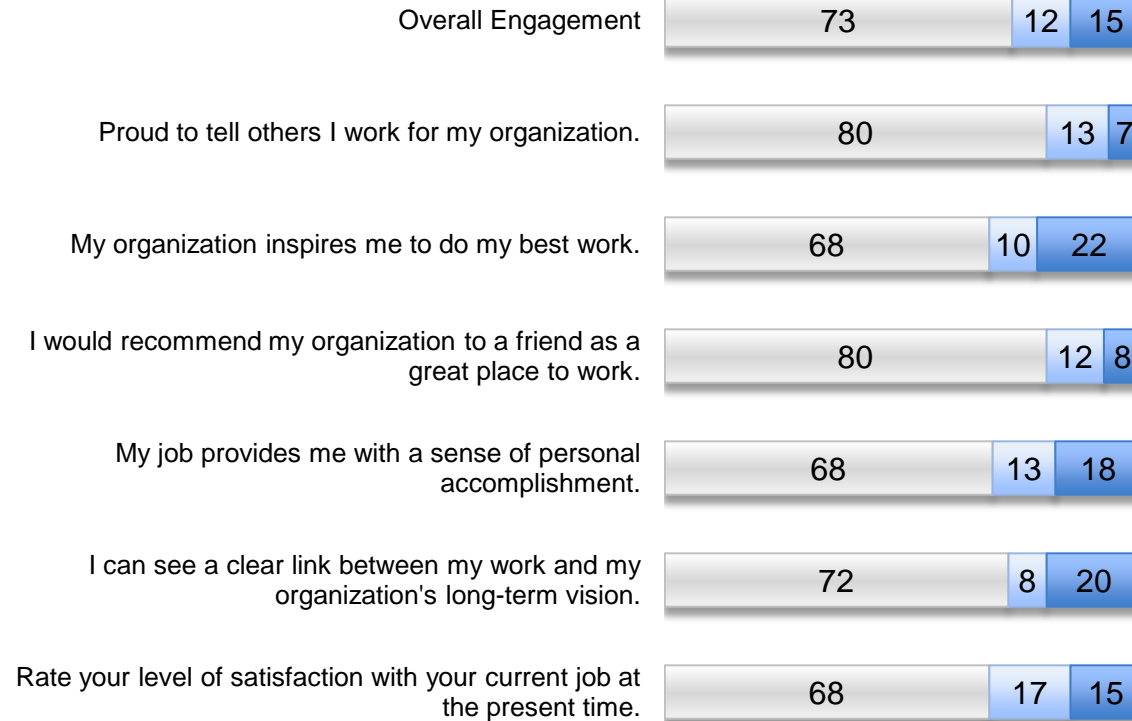 Overall Engagement 73 12 15
Proud to tell others I work for my organization. 80 13 7
My organization inspires me to do my best work. 68 10 22
I would recommend my organization to a friend as a
great place to work. 80 12 8
My job provides me with a sense of personal
accomplishment. 68 13 18
I can see a clear link between my work and my
organization's long-term vision. 72 8 20
Rate your level of satisfaction with your current job at
the present time. 68 17 15